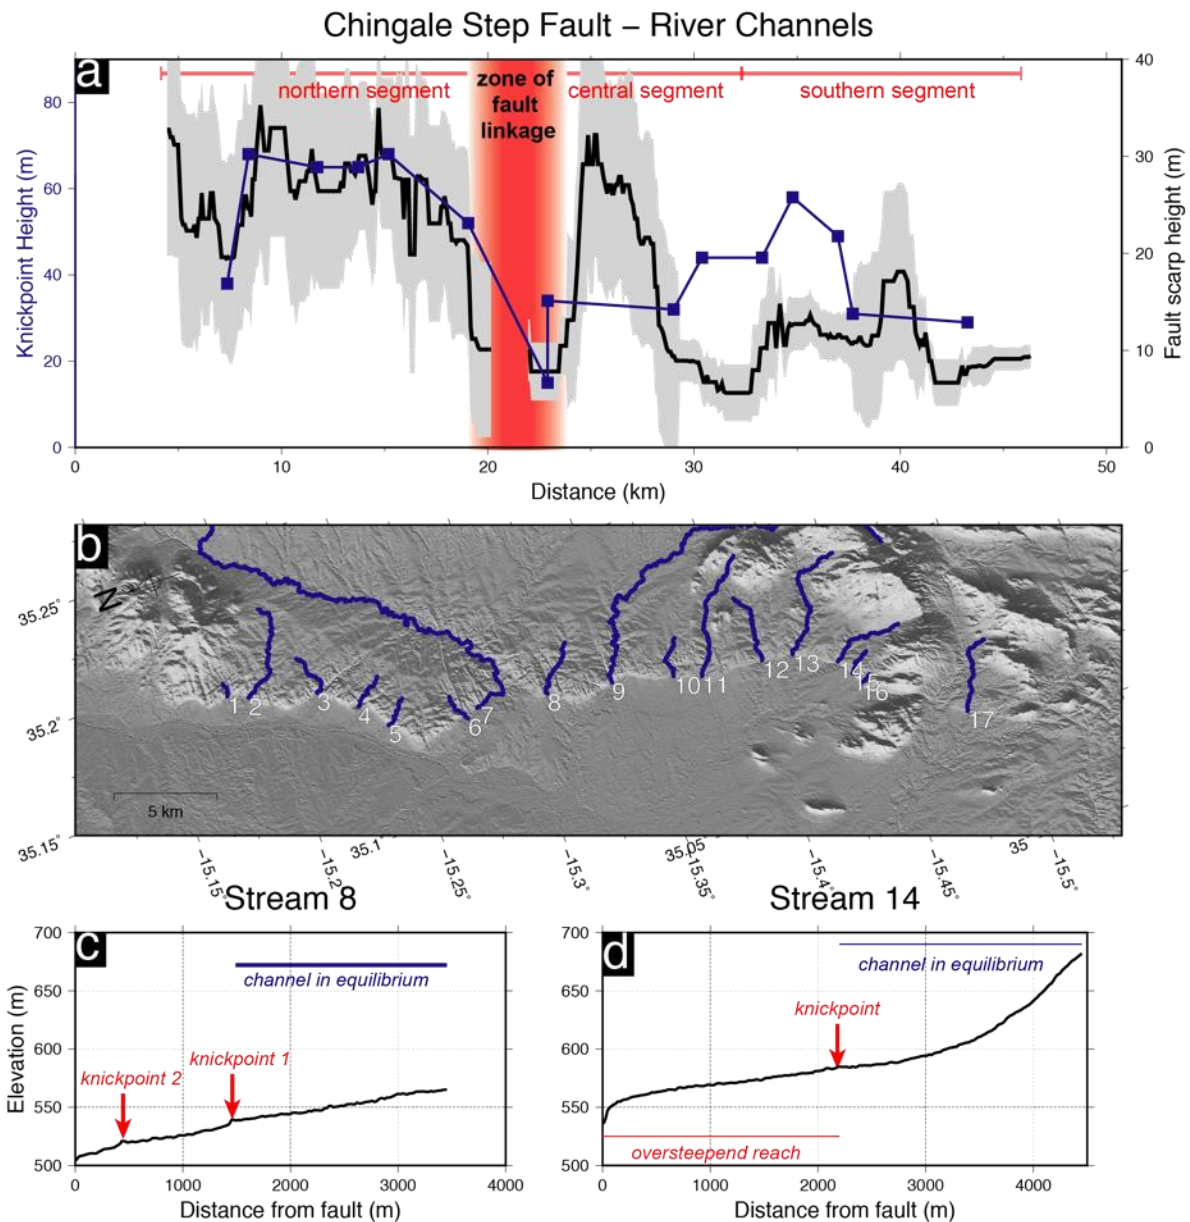 Chingale Step Fault – River Channels
a
northern segment
zone of
fault
linkage
central segment
southern segment
Knickpoint Height (m)
0
20
40
60
80
Fault scarp height (m)
0
10
20
30
40
0 10 20 30 40 50
Distance (km)
b
N
35.25°
35.2°
35.15°
1 2 3 4 5 6 7 8 9 10 11 12 13 14 15 16 17
5 km
−15.15° 35.1° −15.2° −15.25° −15.3° 35.05° −15.35° −15.4° −15.45° 35° −15.5°
Stream 8
c
channel in equilibrium
knickpoint 1
knickpoint 2
Elevation (m)
700
650
600
550
500
0 1000 2000 3000 4000
Distance from fault (m)
Stream 14
d
channel in equilibrium
knickpoint
oversteepend reach
700
650
600
550
500
0 1000 2000 3000 4000
Distance from fault (m)